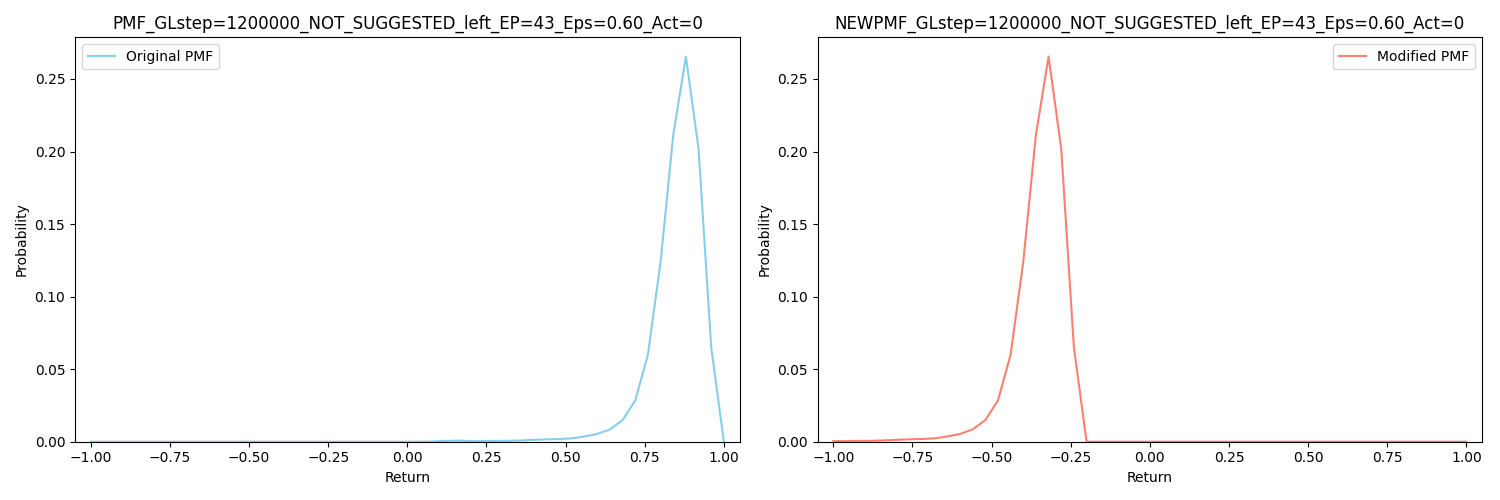 PMF_GLstep=1200000_NOT_SUGGESTED_left_EP=43_Eps=0.60_Act=0
Original PMF
Probability
0.25
0.20
0.15
0.10
0.05
0.00
−1.00 −0.75 −0.50 −0.25 0.00 0.25 0.50 0.75 1.00
Return
NEWPMF_GLstep=1200000_NOT_SUGGESTED_left_EP=43_Eps=0.60_Act=0
Modified PMF
Probability
0.25
0.20
0.15
0.10
0.05
0.00
−1.00 −0.75 −0.50 −0.25 0.00 0.25 0.50 0.75 1.00
Return